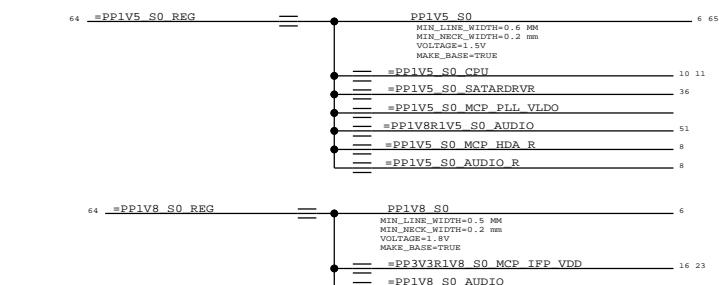 64 =PP1V5_S0_REG PP1V5_S0 6 65
MIN_LINE_WIDTH=0.6 MM
MIN_NECK_WIDTH=0.2 mm
VOLTAGE=1.5V
MAKE_BASE=TRUE
=PP1V5_S0_CPU 10 11
=PP1V5_S0_SATARDRVR 36
=PP1V5_S0_MCP_PLL_VLDO
=PP1V8R1V5_S0_AUDIO 51
=PP1V5_S0_MCP_HDA_R 8
=PP1V5_S0_AUDIO_R 8
64 =PP1V8_S0_REG PP1V8_S0 6
MIN_LINE_WIDTH=0.5 MM
MIN_NECK_WIDTH=0.2 mm
VOLTAGE=1.8V
MAKE_BASE=TRUE
=PP3V3R1V8_S0_MCP_IFP_VDD 16 23
=PP1V8_S0_AUDIO